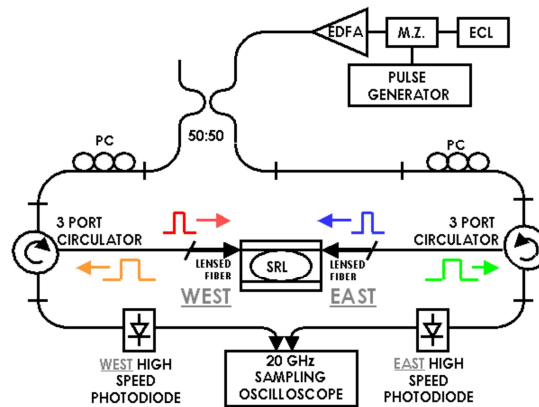 EDFA
M.Z.
ECL
PULSE
GENERATOR
50:50
PC
PC
3 PORT
CIRCULATOR
3 PORT
CIRCULATOR
LENSED
FIBER
SRL
LENSED
FIBER
WEST
EAST
WEST HIGH
SPEED
PHOTODIODE
20 GHz
SAMPLING
OSCILLOSCOPE
EAST HIGH
SPEED
PHOTODIODE